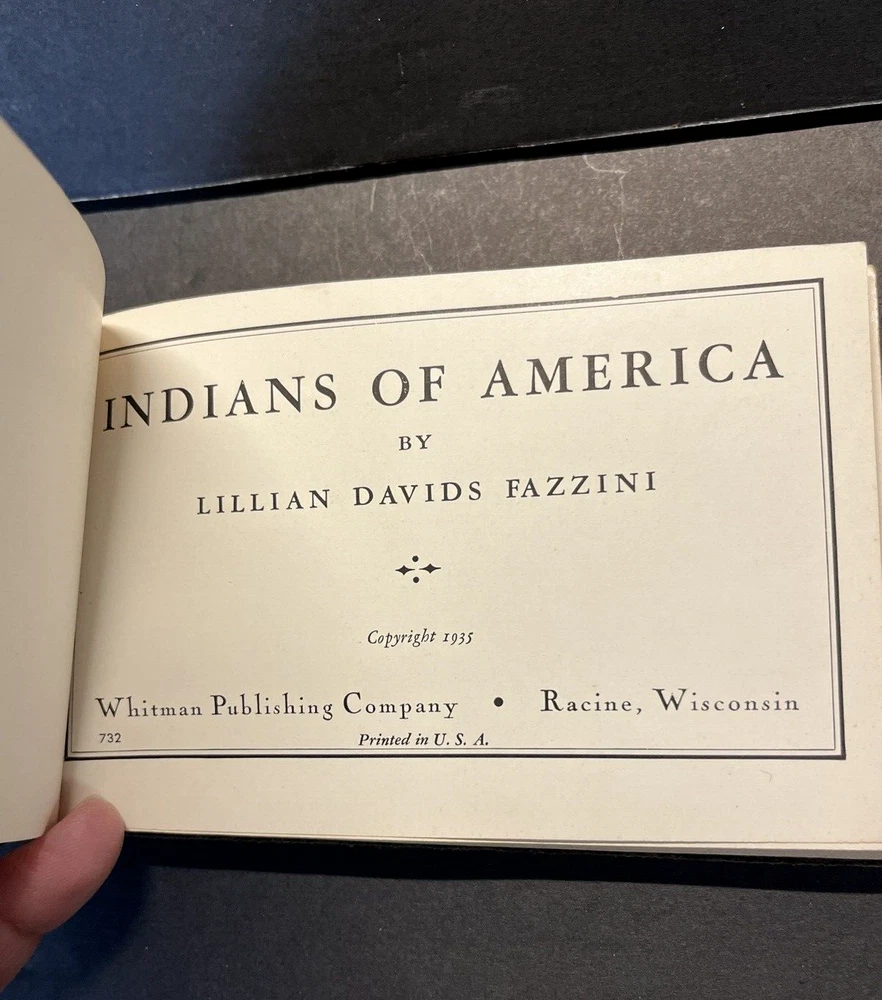 INDIANS OF AMERICA
BY
LILLIAN DAVIDS FAZZINI
Copyright 1935
Whitman Publishing Company • Racine, Wisconsin
732 Printed in U. S. A.